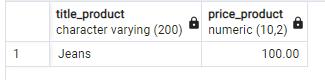 title_product price_product
character varying (200) numeric (10,2)
1 Jeans 100.00